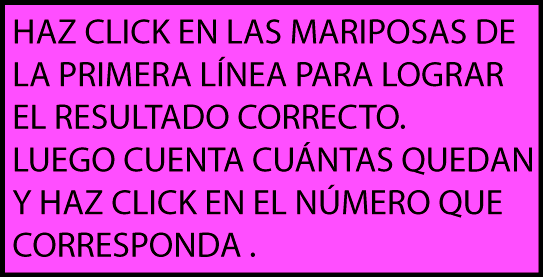 HAZ CLICK EN LAS MARIPOSAS DE
LA PRIMERA LÍNEA PARA LOGRAR
EL RESULTADO CORRECTO.
LUEGO CUENTA CUÁNTAS QUEDAN
Y HAZ CLICK EN EL NÚMERO QUE
CORRESPONDA .